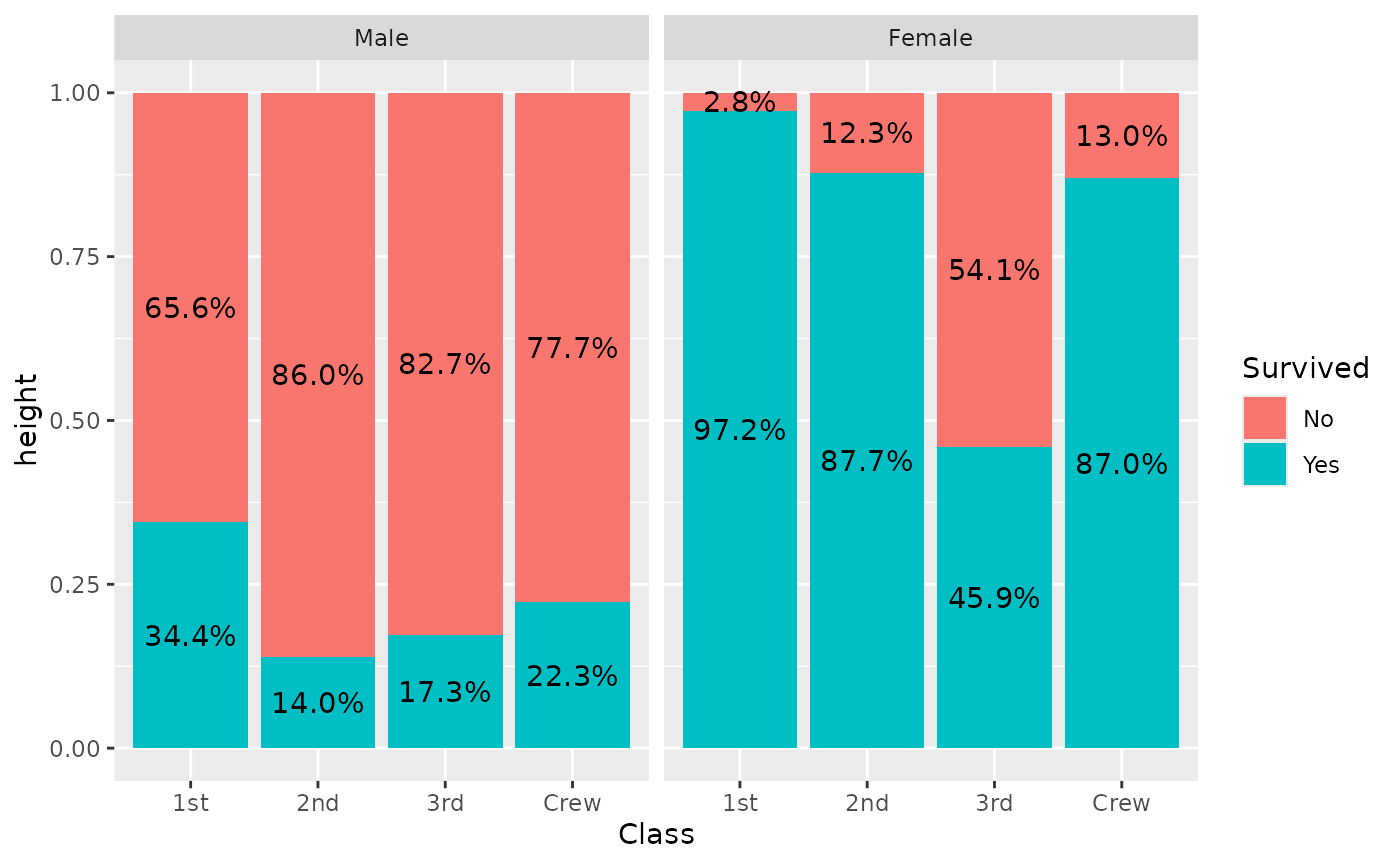 Male
Female
1.00
0.75
0.50
0.25
0.00
height
65.6%
34.4%
86.0%
14.0%
82.7%
17.3%
77.7%
22.3%
2.8%
97.2%
12.3%
87.7%
54.1%
45.9%
13.0%
87.0%
1st
2nd
3rd
Crew
1st
2nd
3rd
Crew
Class
Survived
No
Yes